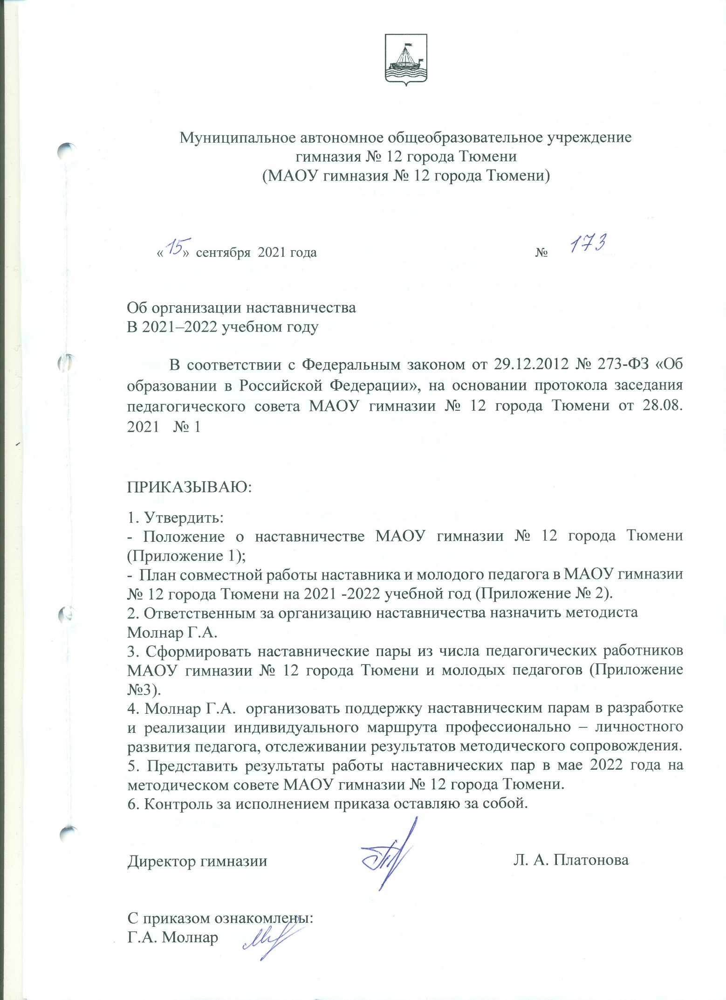 Муниципальное автономное общеобразовательное учреждение
гимназия № 12 города Тюмени
(МАОУ гимназия № 12 города Тюмени)
«15» сентября 2021 года № 173
Об организации наставничества
В 2021–2022 учебном году
В соответствии с Федеральным законом от 29.12.2012 № 273-ФЗ «Об
образовании в Российской Федерации», на основании протокола заседания
педагогического совета МАОУ гимназии № 12 города Тюмени от 28.08.
2021 № 1
ПРИКАЗЫВАЮ:
1. Утвердить:
- Положение о наставничестве МАОУ гимназии № 12 города Тюмени
(Приложение 1);
- План совместной работы наставника и молодого педагога в МАОУ гимназии
№ 12 города Тюмени на 2021 -2022 учебной год (Приложение № 2).
2. Ответственным за организацию наставничества назначить методиста
Молнар Г.А.
3. Сформировать наставнические пары из числа педагогических работников
МАОУ гимназии № 12 города Тюмени и молодых педагогов (Приложение
№3).
4. Молнар Г.А. организовать поддержку наставническим парам в разработке
и реализации индивидуального маршрута профессионально – личностного
развития педагога, отслеживании результатов методического сопровождения.
5. Представить результаты работы наставнических пар в мае 2022 года на
методическом совете МАОУ гимназии № 12 города Тюмени.
6. Контроль за исполнением приказа оставляю за собой.
Директор гимназии Л. А. Платонова
С приказом ознакомлены:
Г.А. Молнар